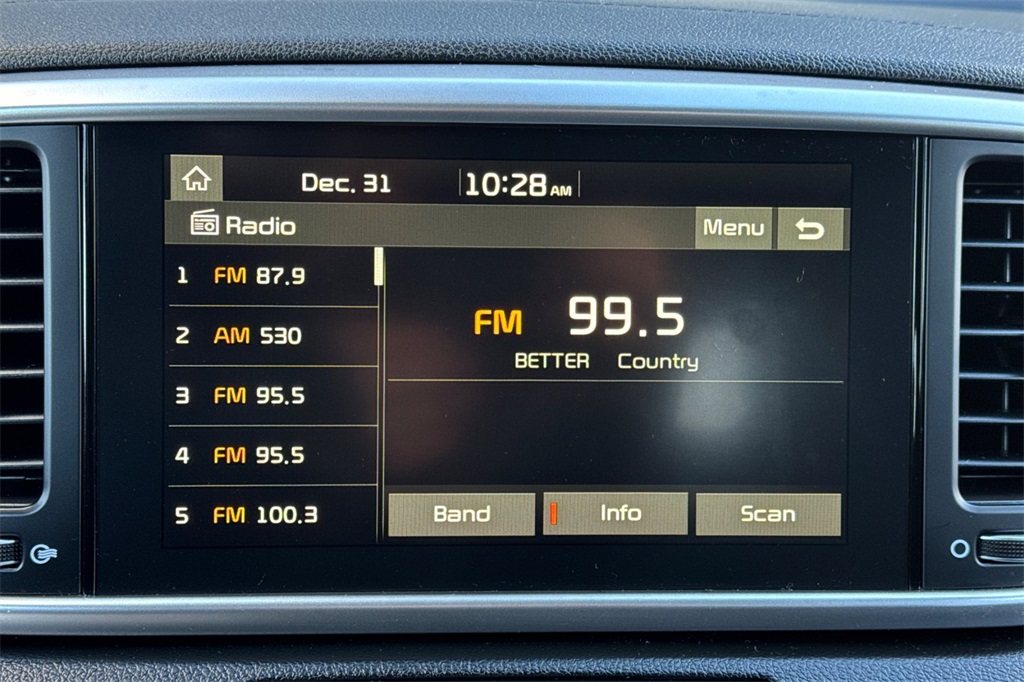 Dec. 31 10:28 AM
Radio Menu
1 FM 87.9
2 AM 530
3 FM 95.5
4 FM 95.5
5 FM 100.3
FM 99.5
BETTER Country
Band Info Scan